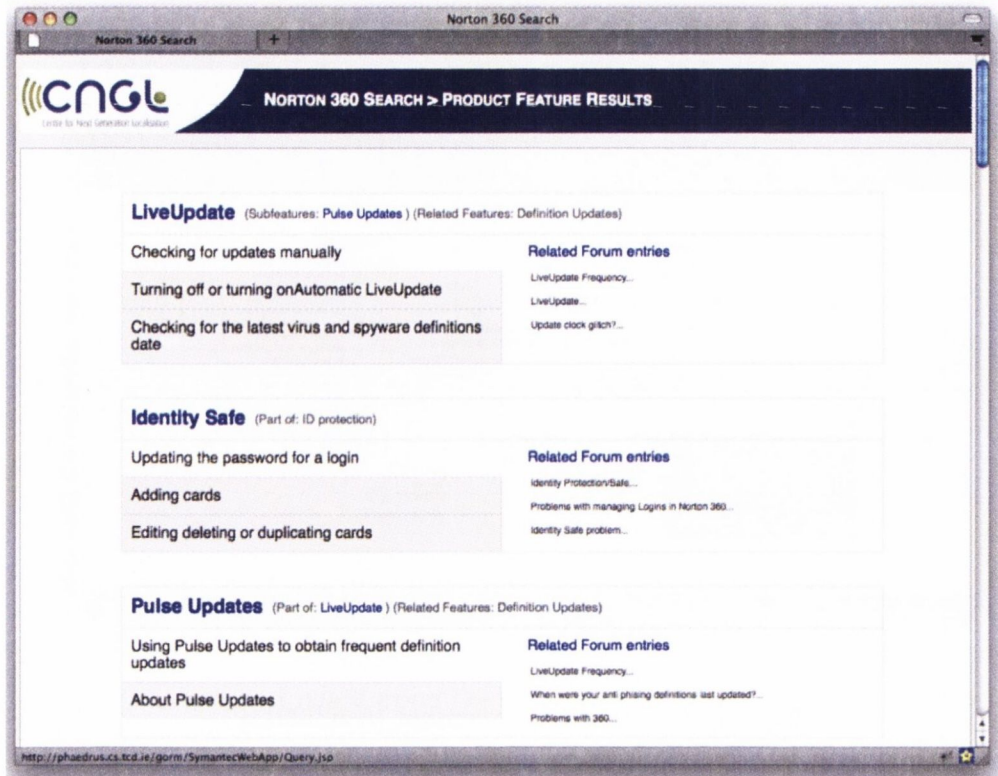 Norton 360 Search
Norton 360 Search
+
CNGL
Centre for Next Generation Localisation
NORTON 360 SEARCH > PRODUCT FEATURE RESULTS
LiveUpdate (Subfeatures: Pulse Updates ) (Related Features: Definition Updates)
Checking for updates manually
Turning off or turning onAutomatic LiveUpdate
Checking for the latest virus and spyware definitions
date
Related Forum entries
LiveUpdate Frequency...
LiveUpdate...
Update clock glitch?...
Identity Safe (Part of: ID protection)
Updating the password for a login
Adding cards
Editing deleting or duplicating cards
Related Forum entries
Identity Protection/Safe...
Problems with managing Logins in Norton 360...
Identity Safe problem...
Pulse Updates (Part of: LiveUpdate ) (Related Features: Definition Updates)
Using Pulse Updates to obtain frequent definition
updates
About Pulse Updates
Related Forum entries
LiveUpdate Frequency...
When were your anti phising definitions last updated?...
Problems with 360...
http://phaedrus.cs.tcd.ie/gorm/SymantecWebApp/Query.jsp